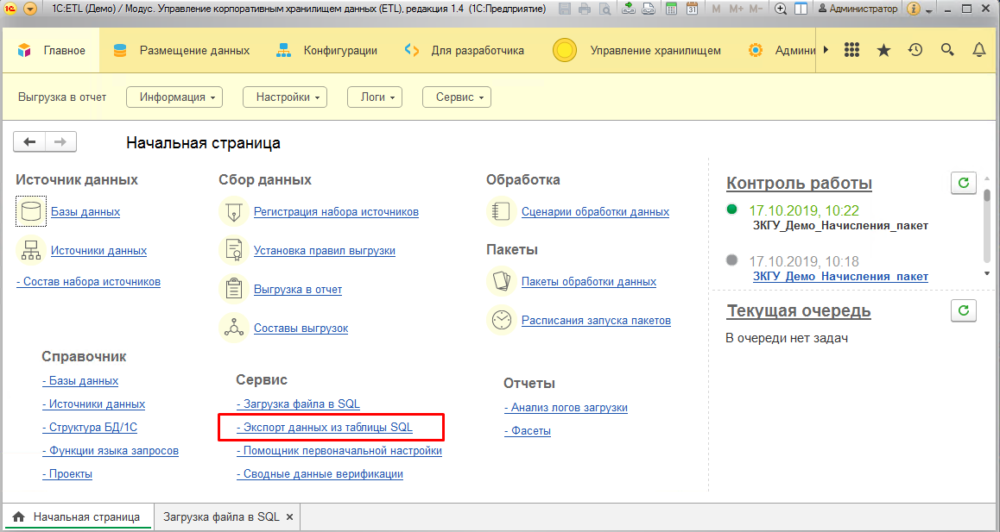 1С:ETL (Демо) / Модус. Управление корпоративным хранилищем данных (ETL), редакция 1.4 (1С:Предприятие)
31
M M+ M-
Администратор
Главное
Размещение данных
Конфигурации
Для разработчика
Управление хранилищем
Админи
Выгрузка в отчет
Информация
Настройки
Логи
Сервис
Начальная страница
Источник данных
Базы данных
Источники данных
- Состав набора источников
Сбор данных
Регистрация набора источников
Установка правил выгрузки
Выгрузка в отчет
Составы выгрузок
Обработка
Сценарии обработки данных
Пакеты
Пакеты обработки данных
Расписания запуска пакетов
Справочник
- Базы данных
- Источники данных
- Структура БД/1С
- Функции языка запросов
- Проекты
Сервис
- Загрузка файла в SQL
- Экспорт данных из таблицы SQL
- Помощник первоначальной настройки
- Сводные данные верификации
Отчеты
- Анализ логов загрузки
- Фасеты
Контроль работы
17.10.2019, 10:22
ЗКГУ_Демо_Начисления_пакет
17.10.2019, 10:18
ЗКГУ_Демо_Начисления_пакет
Текущая очередь
В очереди нет задач
Начальная страница
Загрузка файла в SQL ×